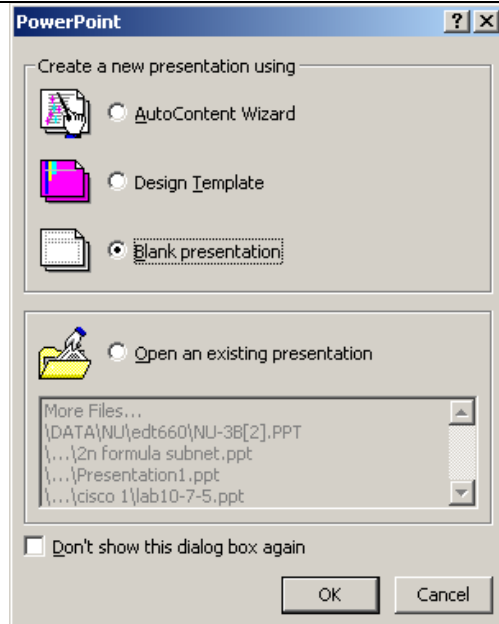 PowerPoint
Create a new presentation using
AutoContent Wizard
Design Template
Blank presentation
Open an existing presentation
More Files...
\DATA\NU\edt660\NU-3B[2].PPT
\...\2n formula subnet.ppt
\...\Presentation1.ppt
\...\cisco 1\lab10-7-5.ppt
Don't show this dialog box again
OK Cancel